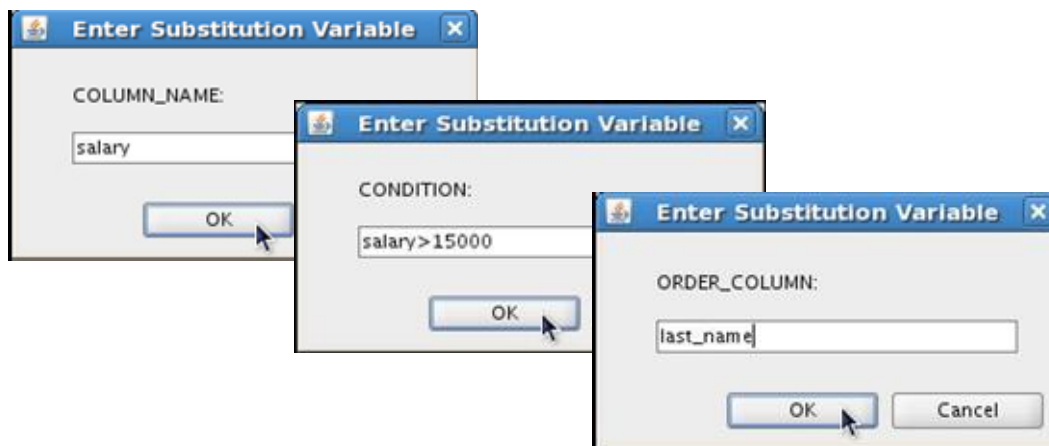 Enter Substitution Variable
COLUMN_NAME:
salary
OK
Enter Substitution Variable
CONDITION:
salary>15000
OK
Enter Substitution Variable
ORDER_COLUMN:
last_name
OK Cancel